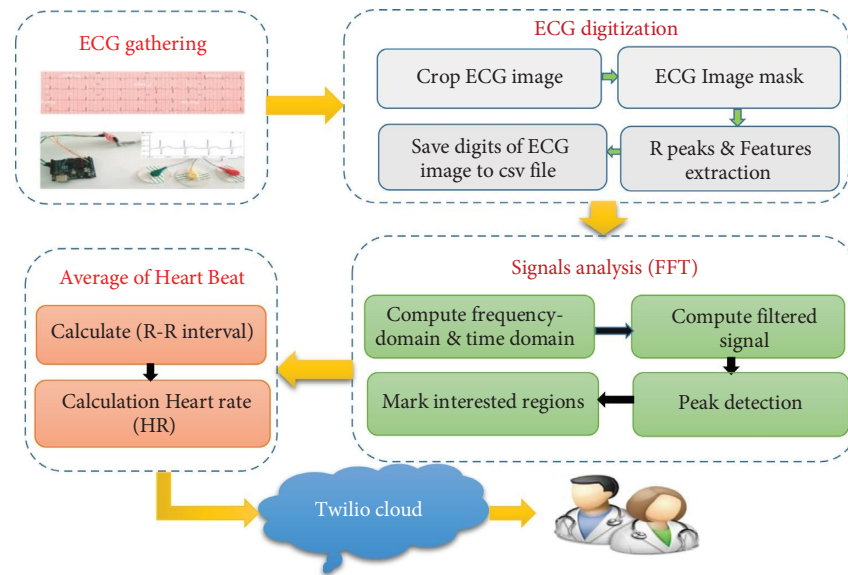 ECG gathering
ECG digitization
Crop ECG image
ECG Image mask
Save digits of ECG
image to csv file
R peaks & Features
extraction
Average of Heart Beat
Calculate (R-R interval)
Calculation Heart rate
(HR)
Signals analysis (FFT)
Compute frequency-
domain & time domain
Compute filtered
signal
Mark interested regions
Peak detection
Twilio cloud